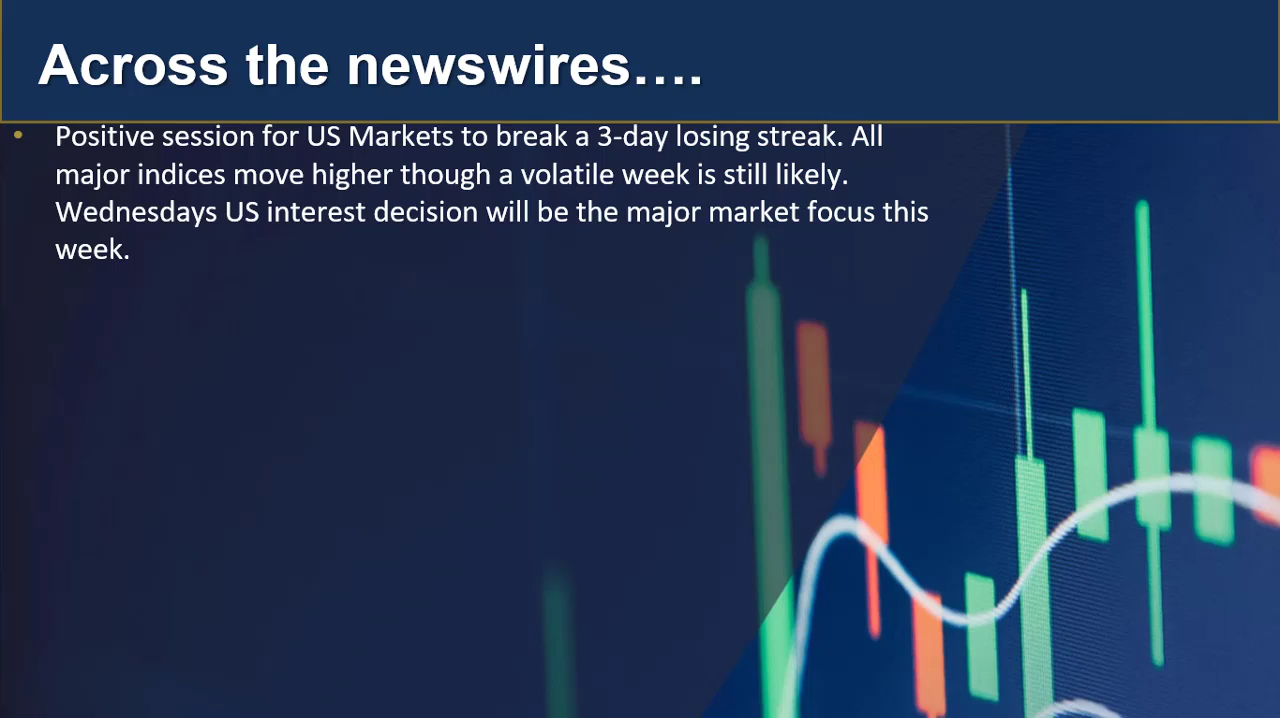 Across the newswires….
• Positive session for US Markets to break a 3-day losing streak. All
major indices move higher though a volatile week is still likely.
Wednesdays US interest decision will be the major market focus this
week.